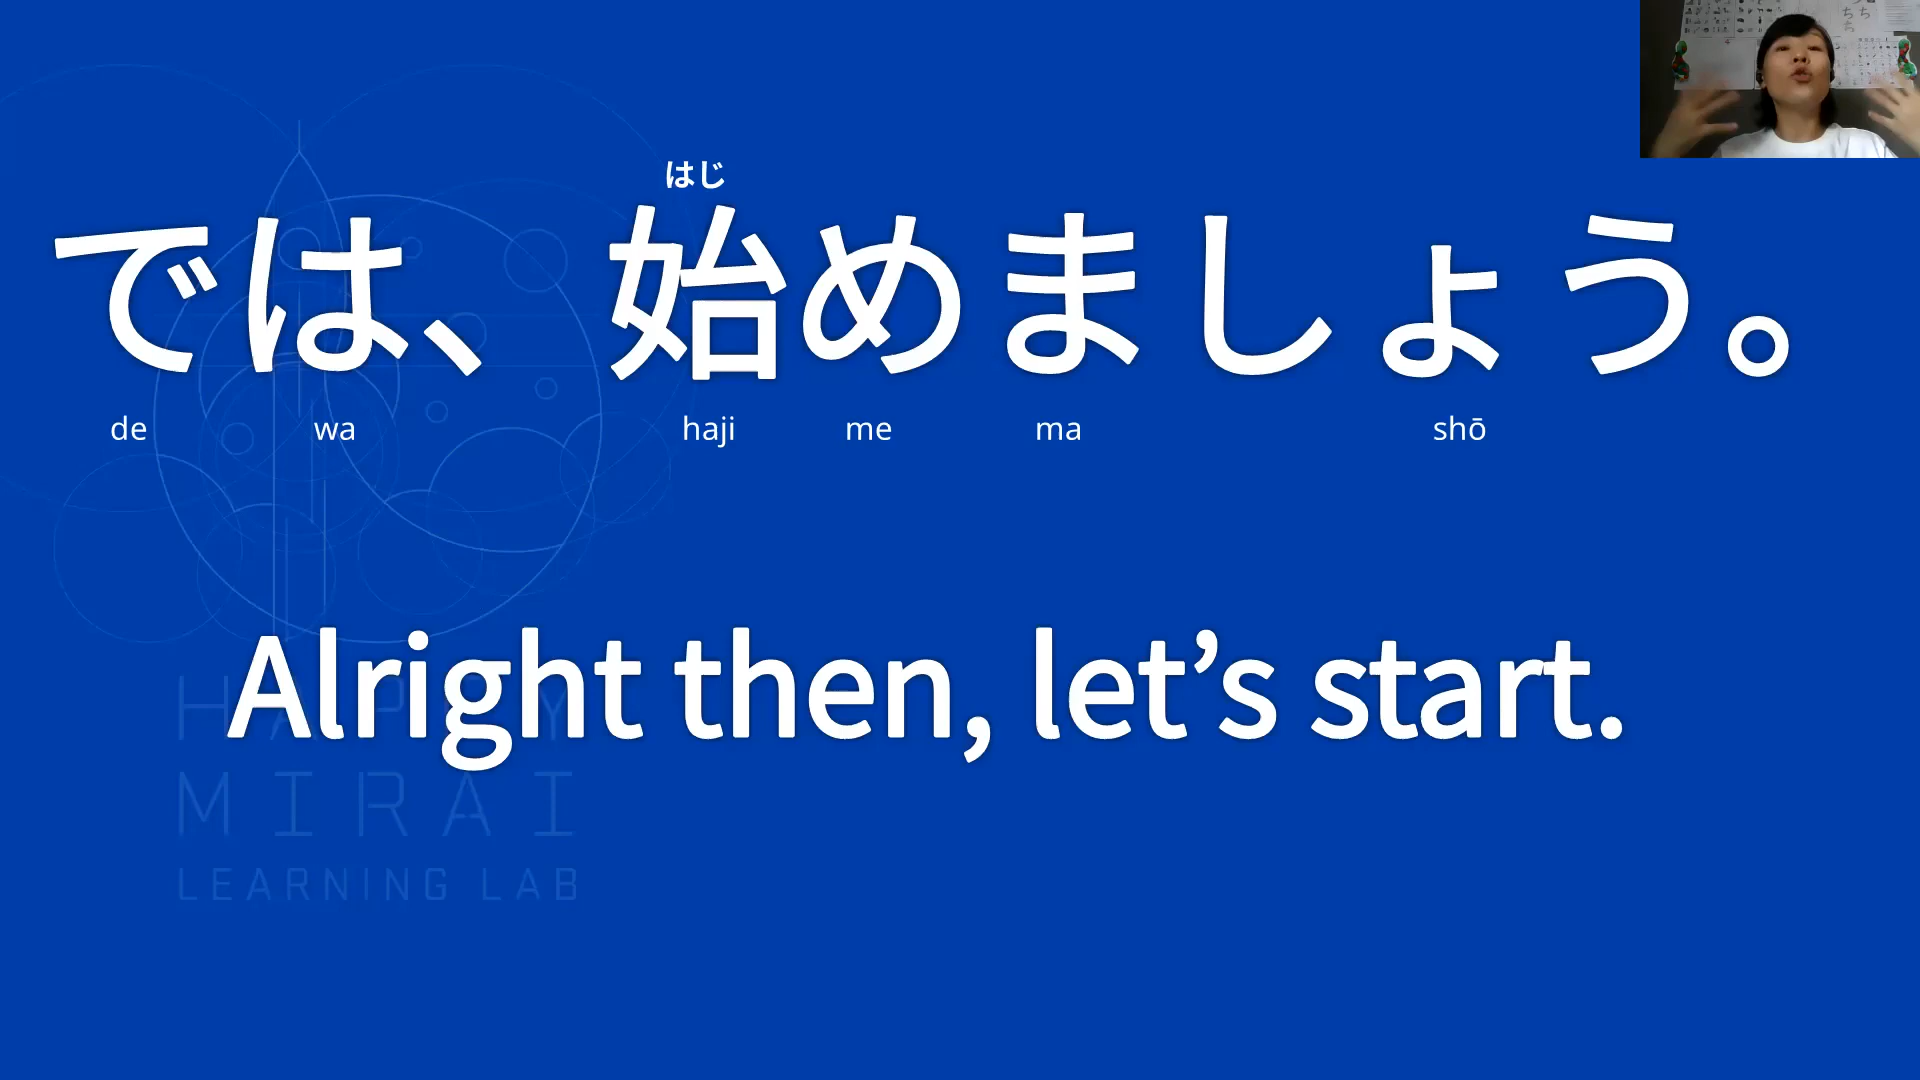 はじ
では、始めましょう。
de wa haji me ma shō
Alright then, let’s start.
HAPPY
MIRAI
LEARNING LAB